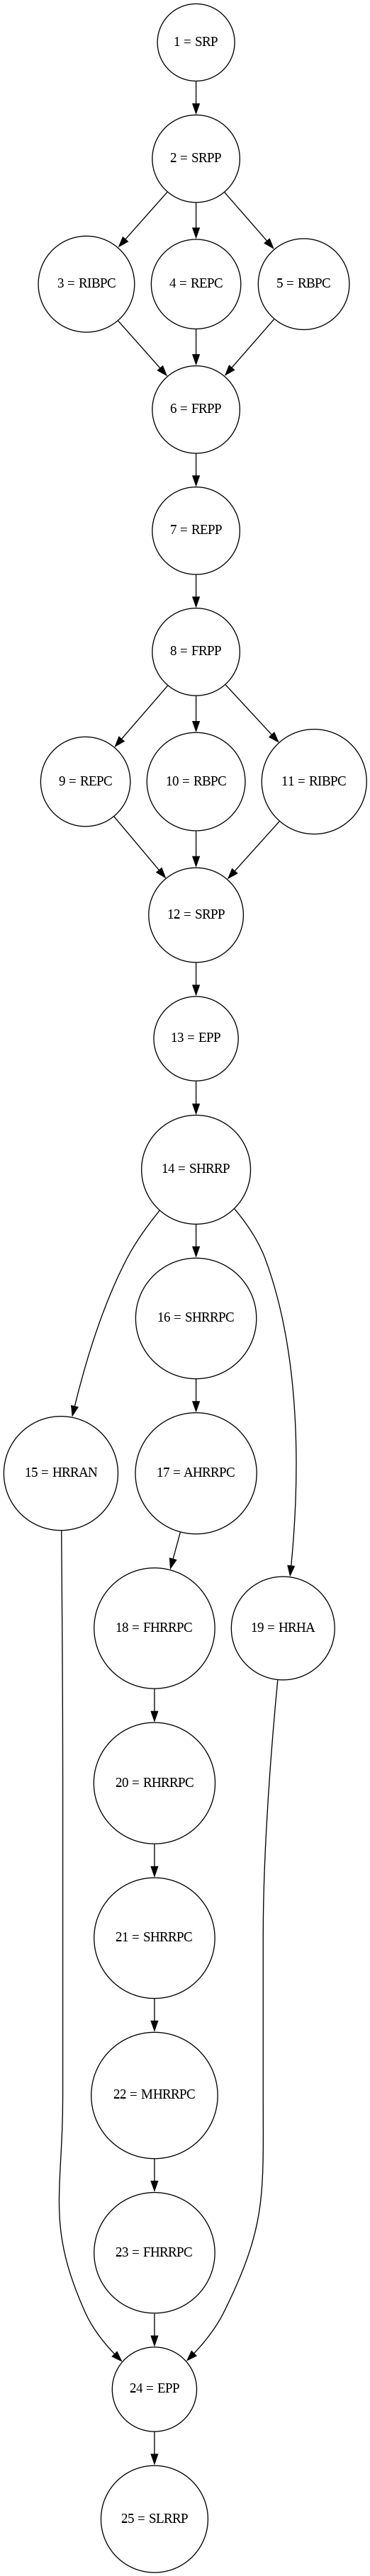 1 = SRP
2 = SRPP
3 = RIBPC
4 = REPC
5 = RBPC
6 = FRPP
7 = REPP
8 = FRPP
9 = REPC
10 = RBPC
11 = RIBPC
12 = SRPP
13 = EPP
14 = SHRRP
16 = SHRRPC
15 = HRRAN
17 = AHRRPC
18 = FHRRPC
19 = HRHA
20 = RHRRPC
21 = SHRRPC
22 = MHRRPC
23 = FHRRPC
24 = EPP
25 = SLRRP